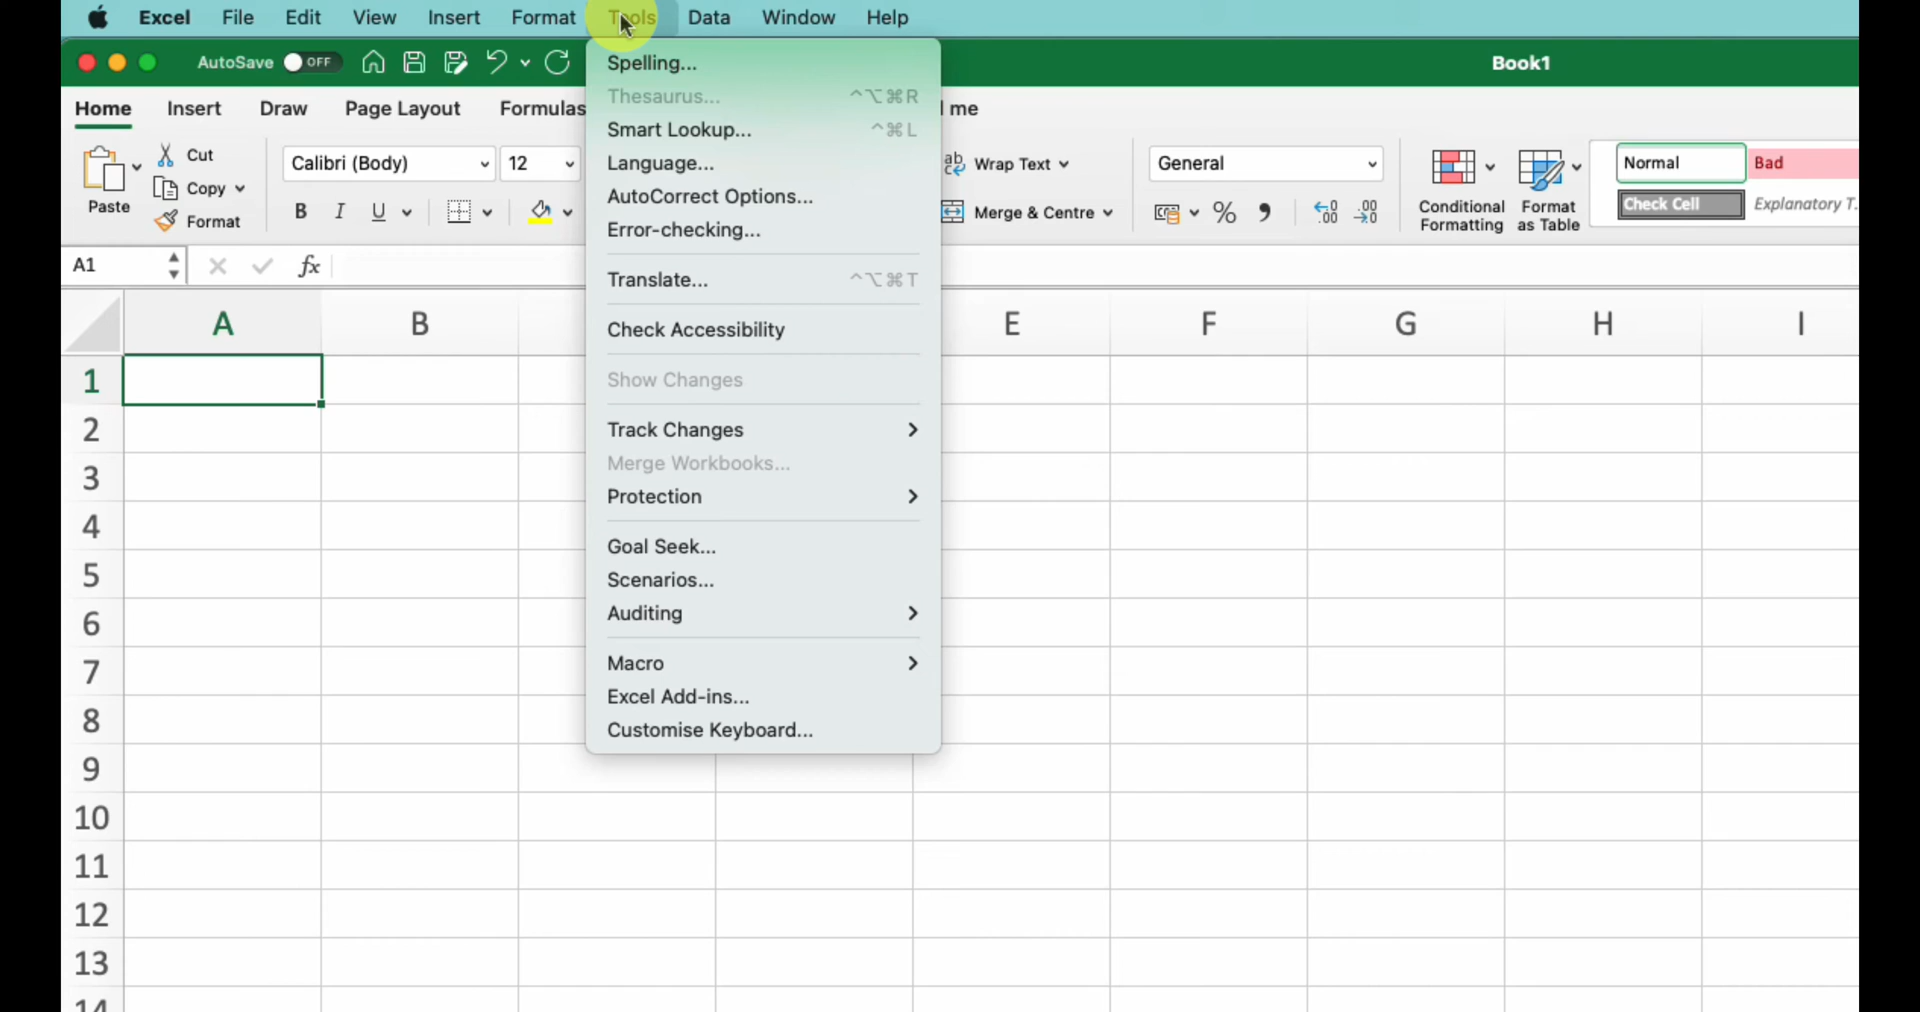 Excel File Edit View Insert Format Tools Data Window Help
AutoSave OFF
Book1
Home Insert Draw Page Layout Formulas
me
Paste
Cut
Copy
Format
Calibri (Body) 12
B I U
ab Wrap Text
Merge & Centre
General
% ,
.00
.00
Conditional Formatting
Format as Table
Normal Bad
Check Cell Explanatory T...
A1 fx
Spelling...
Thesaurus... ⌃⌥⌘R
Smart Lookup... ⌃⌘L
Language...
AutoCorrect Options...
Error-checking...
Translate... ⌃⌥⌘T
Check Accessibility
Show Changes
Track Changes
Merge Workbooks...
Protection
Goal Seek...
Scenarios...
Auditing
Macro
Excel Add-ins...
Customise Keyboard...
A B E F G H I
1
2
3
4
5
6
7
8
9
10
11
12
13
14